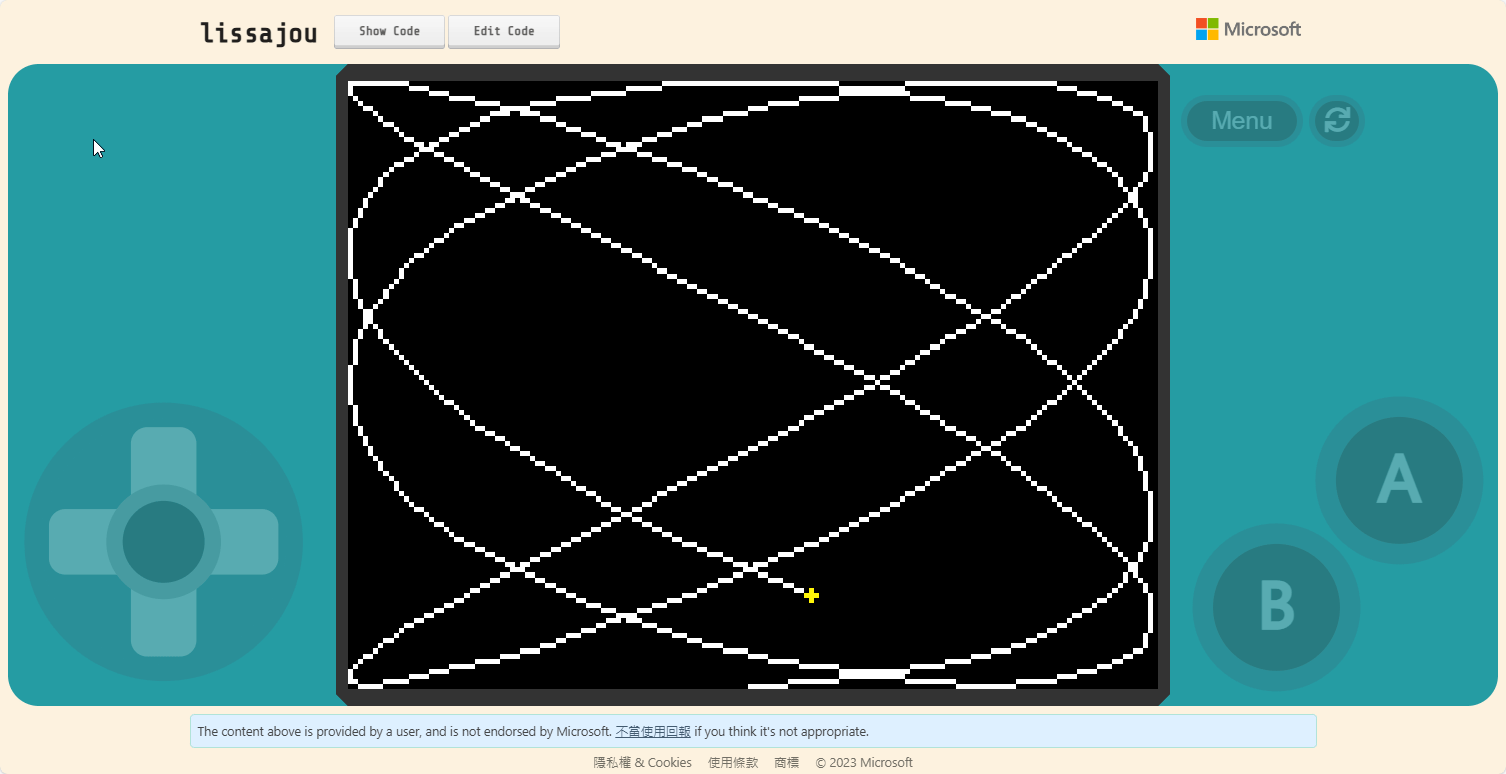 lissajou
Show Code
Edit Code
Microsoft
Menu
A
B
The content above is provided by a user, and is not endorsed by Microsoft. 不當使用回報 if you think it's not appropriate.
隱私權 & Cookies 使用條款 商標 © 2023 Microsoft